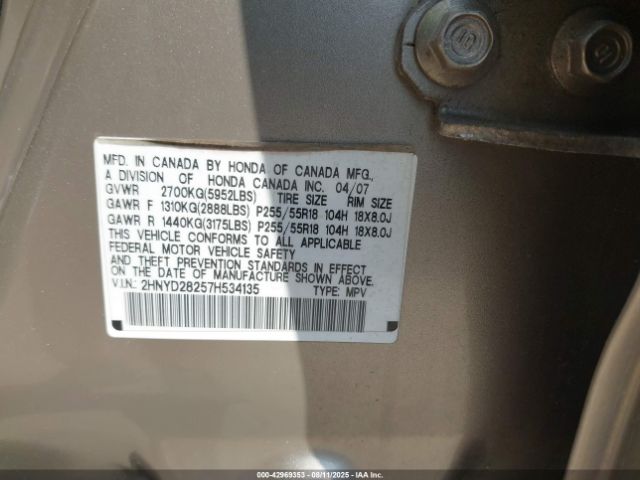 MFD. IN CANADA BY HONDA OF CANADA MFG.,
A DIVISION OF HONDA CANADA INC. 04/07
GVWR 2700KG(5952LBS) TIRE SIZE RIM SIZE
GAWR F 1310KG(2888LBS) P255/55R18 104H 18X8.0J
GAWR R 1440KG(3175LBS) P255/55R18 104H 18X8.0J
THIS VEHICLE CONFORMS TO ALL APPLICABLE
FEDERAL MOTOR VEHICLE SAFETY
AND THEFT PREVENTION STANDARDS IN EFFECT
ON THE DATE OF MANUFACTURE SHOWN ABOVE.
V.I.N.: 2HNYD28257H534135 TYPE: MPV
000-42969353 - 08/11/2025 - IAAI.com